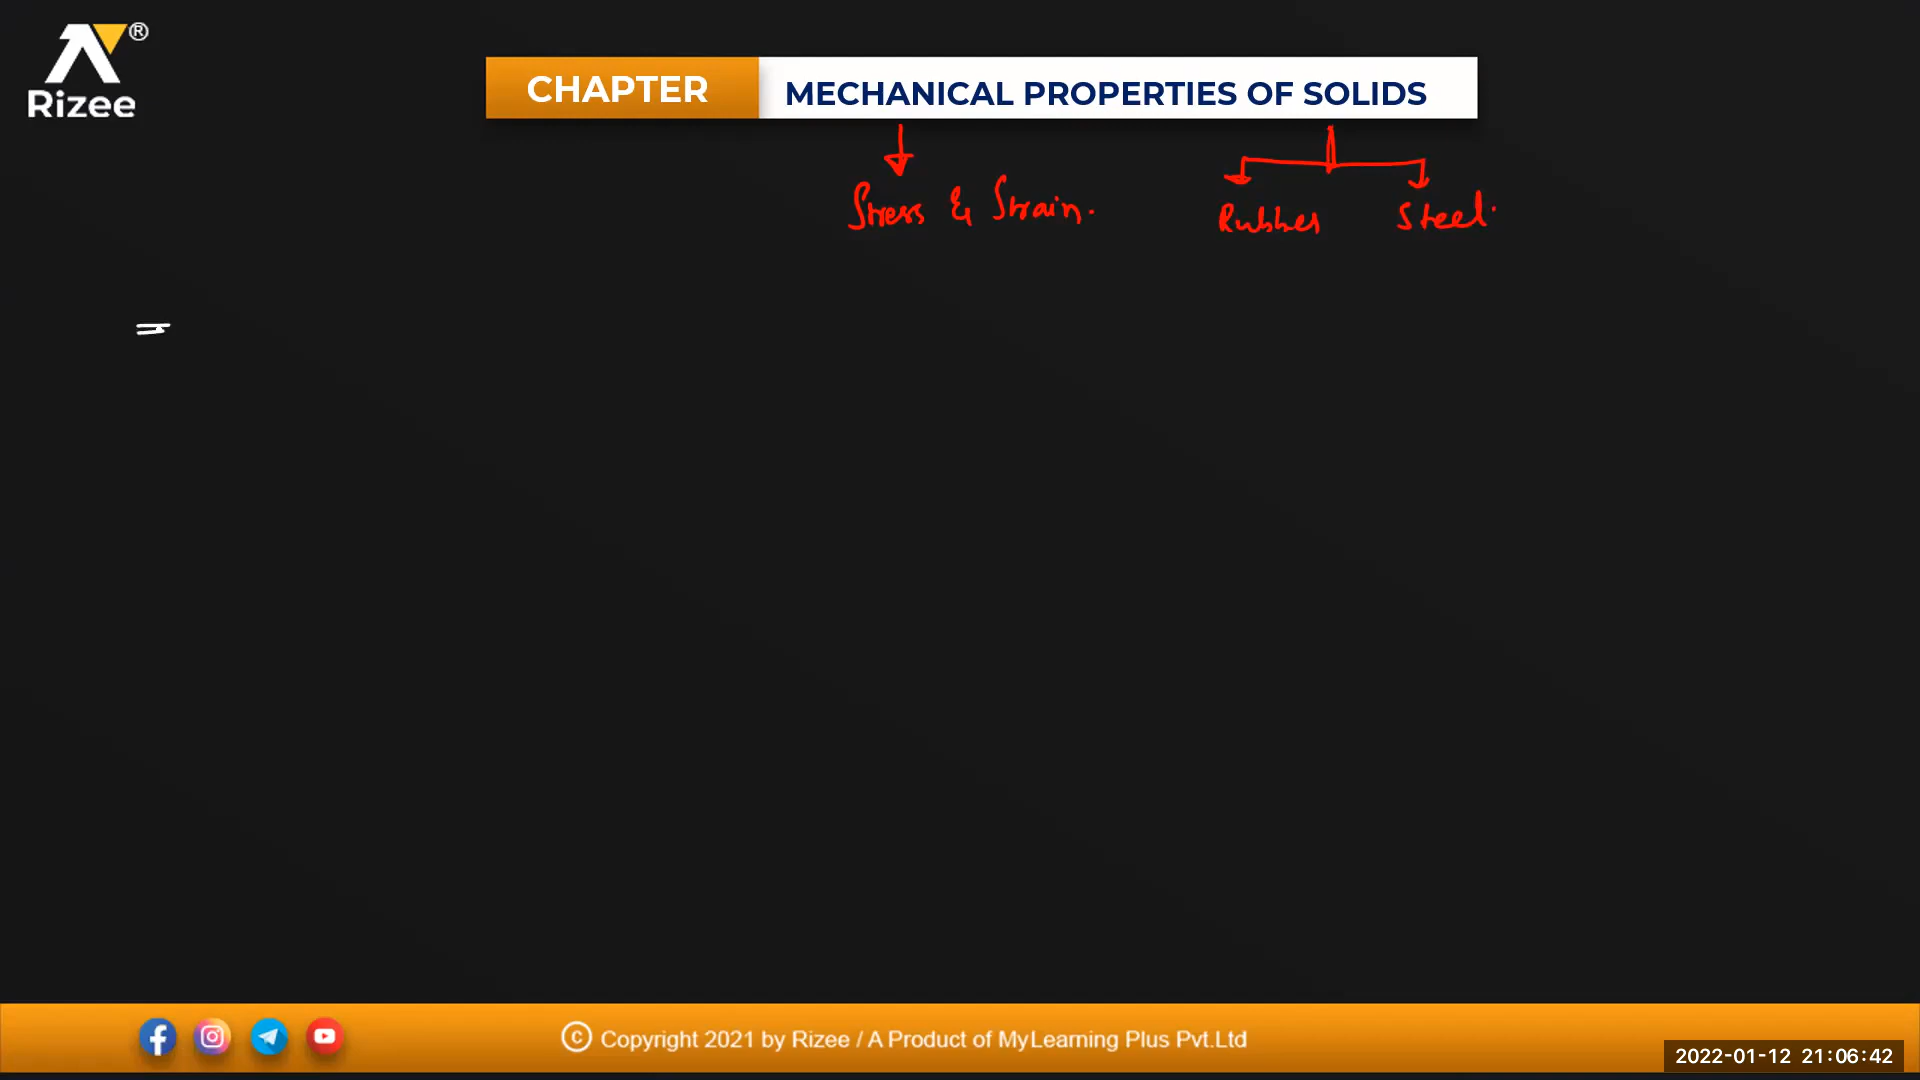 ®
Rizee
CHAPTER MECHANICAL PROPERTIES OF SOLIDS
Stress & Strain.
Rubber Steel.
=
© Copyright 2021 by Rizee / A Product of MyLearning Plus Pvt.Ltd
2022-01-12 21:06:42